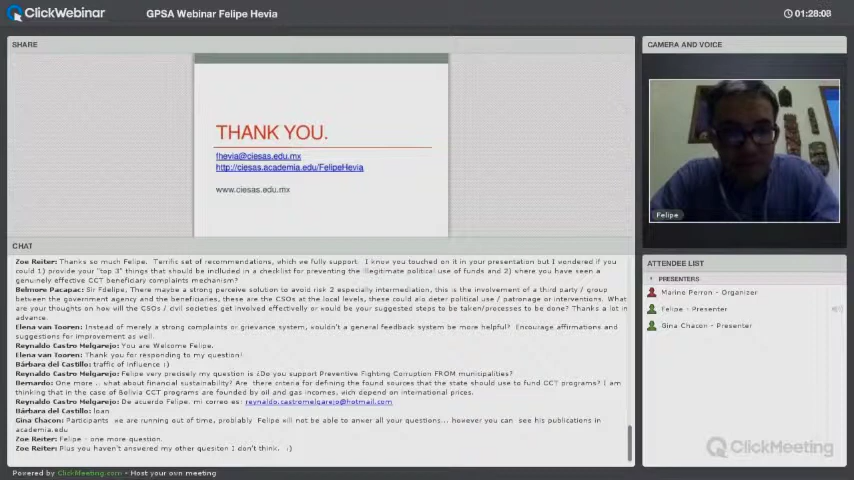 ClickWebinar
GPSA Webinar Felipe Hevia
01:28:08
SHARE
THANK YOU.
fhevia@ciesas.edu.mx
http://ciesas.academia.edu/FelipeHevia
www.ciesas.edu.mx
CAMERA AND VOICE
Felipe
CHAT
Zoe Reiter: Thanks so much Felipe. Terrific set of recommendations, which we fully support. I know you touched on it in your presentation but I wondered if you
could 1) provide your "top 3" things that should be included in a checklist for preventing the illegitimate political use of funds and 2) where you have seen a
genuinely effective CCT beneficiary complaints mechanism?
Belmore Pacapac: Sir Fdelipe, There maybe a strong perceive solution to avoid risk 2 especially intermediation, this is the involvement of a third party / group
between the government agency and the beneficiaries, these are the CSOs at the local levels, these could alo deter political use / patronage or interventions. What
are your thoughts on how will the CSOs / civil societies get involved effectivelly or would be your suggested steps to be taken/processes to be done? Thanks a lot in
advance.
Elena van Tooren: Instead of merely a strong complaints or grievance system, wouldn't a general feedback system be more helpful? Encourage affirmations and
suggestions for improvement as well.
Reynaldo Castro Melgarejo: You are Welcome Felipe.
Elena van Tooren: Thank you for responding to my question!
Bárbara del Castillo: traffic of influence :)
Reynaldo Castro Melgarejo: Felipe very precisely my question is ¿Do you support Preventive Fighting Corruption FROM municipalities?
Bernardo: One more .. what about financial sustainability? Are there criteria for defining the found sources that the state should use to fund CCT programs? I am
thinking that in the case of Bolivia CCT programs are founded by oil and gas incomes, wich depend on international prices.
Reynaldo Castro Melgarejo: De acuerdo Felipe. mi correo es: reynaldo.castromelgarejo@hotmail.com
Bárbara del Castillo: loan
Gina Chacon: Participants we are running out of time, probiably Felipe will not be able to anwer all your questions... however you can see his publications in
academia.edu
Zoe Reiter: Felipe - one more question.
Zoe Reiter: Plus you haven't answered my other quesiton I don't think. :)
ATTENDEE LIST
PRESENTERS
Marine Perron - Organizer
Felipe - Presenter
Gina Chacon - Presenter
ClickMeeting
Powered by ClickMeeting.com - Host your own meeting